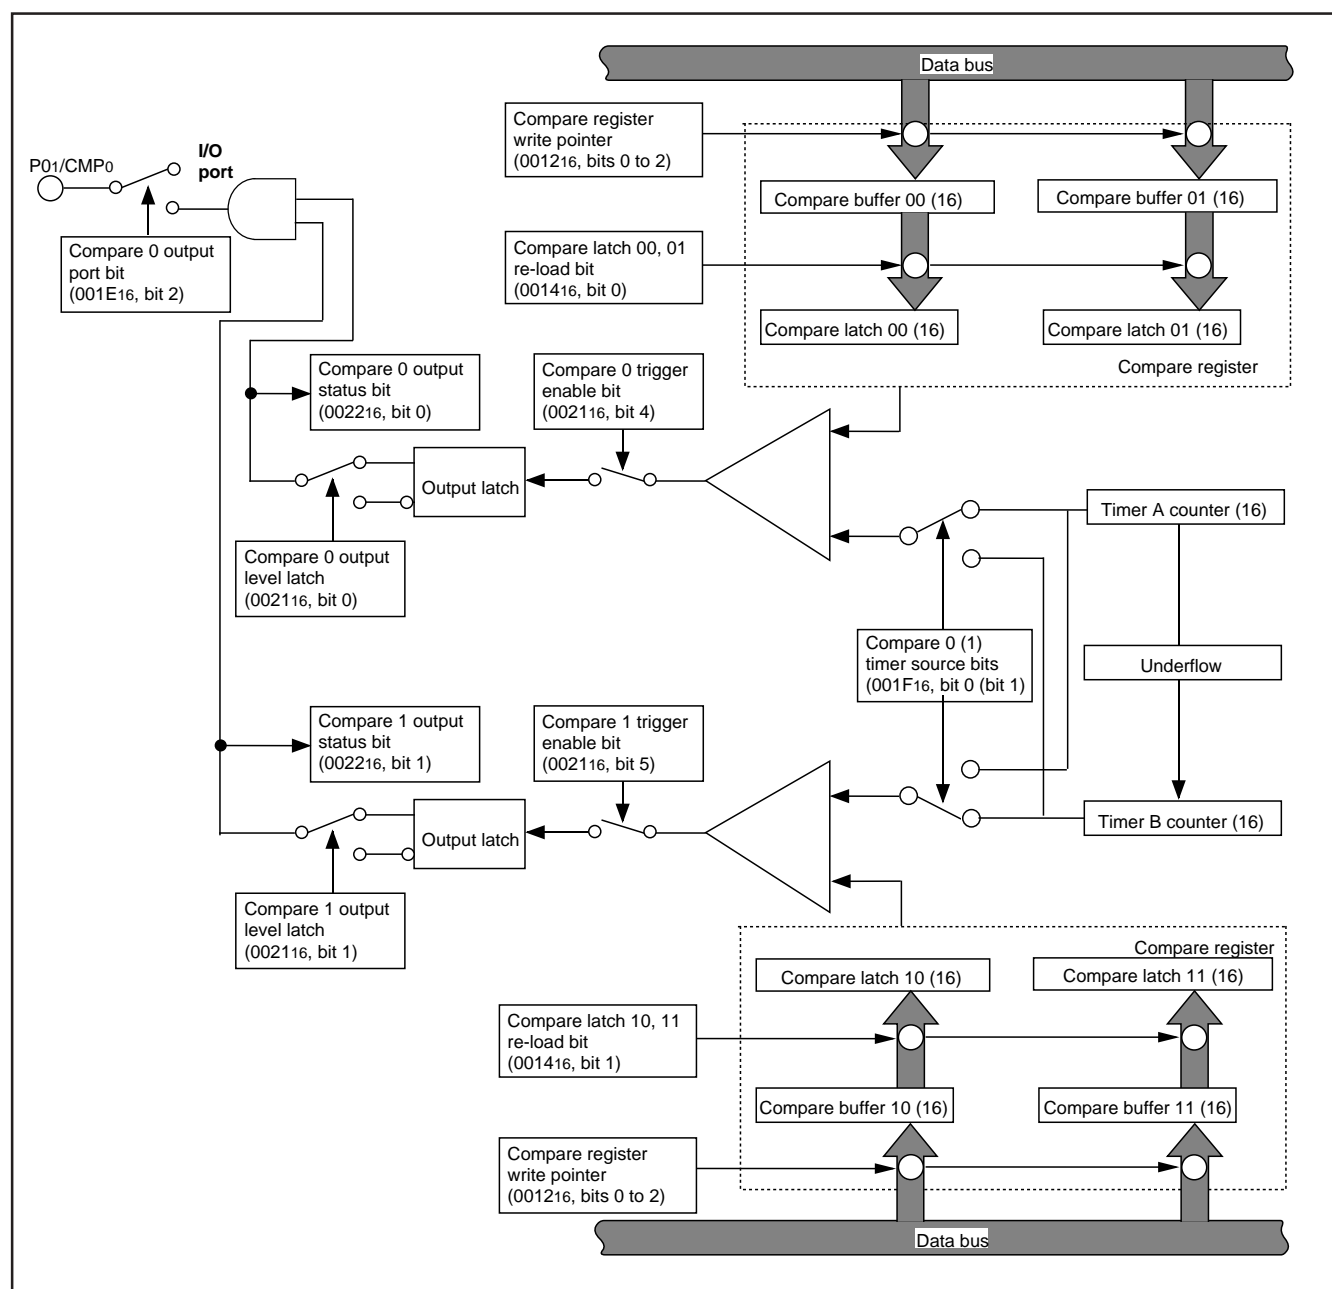 Data bus
Compare register
write pointer
(001216, bits 0 to 2)
P01/CMP0
I/O
port
Compare buffer 00 (16)
Compare buffer 01 (16)
Compare 0 output
port bit
(001E16, bit 2)
Compare latch 00, 01
re-load bit
(001416, bit 0)
Compare latch 00 (16)
Compare latch 01 (16)
Compare register
Compare 0 output
status bit
(002216, bit 0)
Compare 0 trigger
enable bit
(002116, bit 4)
Output latch
Timer A counter (16)
Compare 0 output
level latch
(002116, bit 0)
Compare 0 (1)
timer source bits
(001F16, bit 0 (bit 1)
Underflow
Compare 1 output
status bit
(002216, bit 1)
Compare 1 trigger
enable bit
(002116, bit 5)
Output latch
Timer B counter (16)
Compare 1 output
level latch
(002116, bit 1)
Compare register
Compare latch 10 (16)
Compare latch 11 (16)
Compare latch 10, 11
re-load bit
(001416, bit 1)
Compare buffer 10 (16)
Compare buffer 11 (16)
Compare register
write pointer
(001216, bits 0 to 2)
Data bus